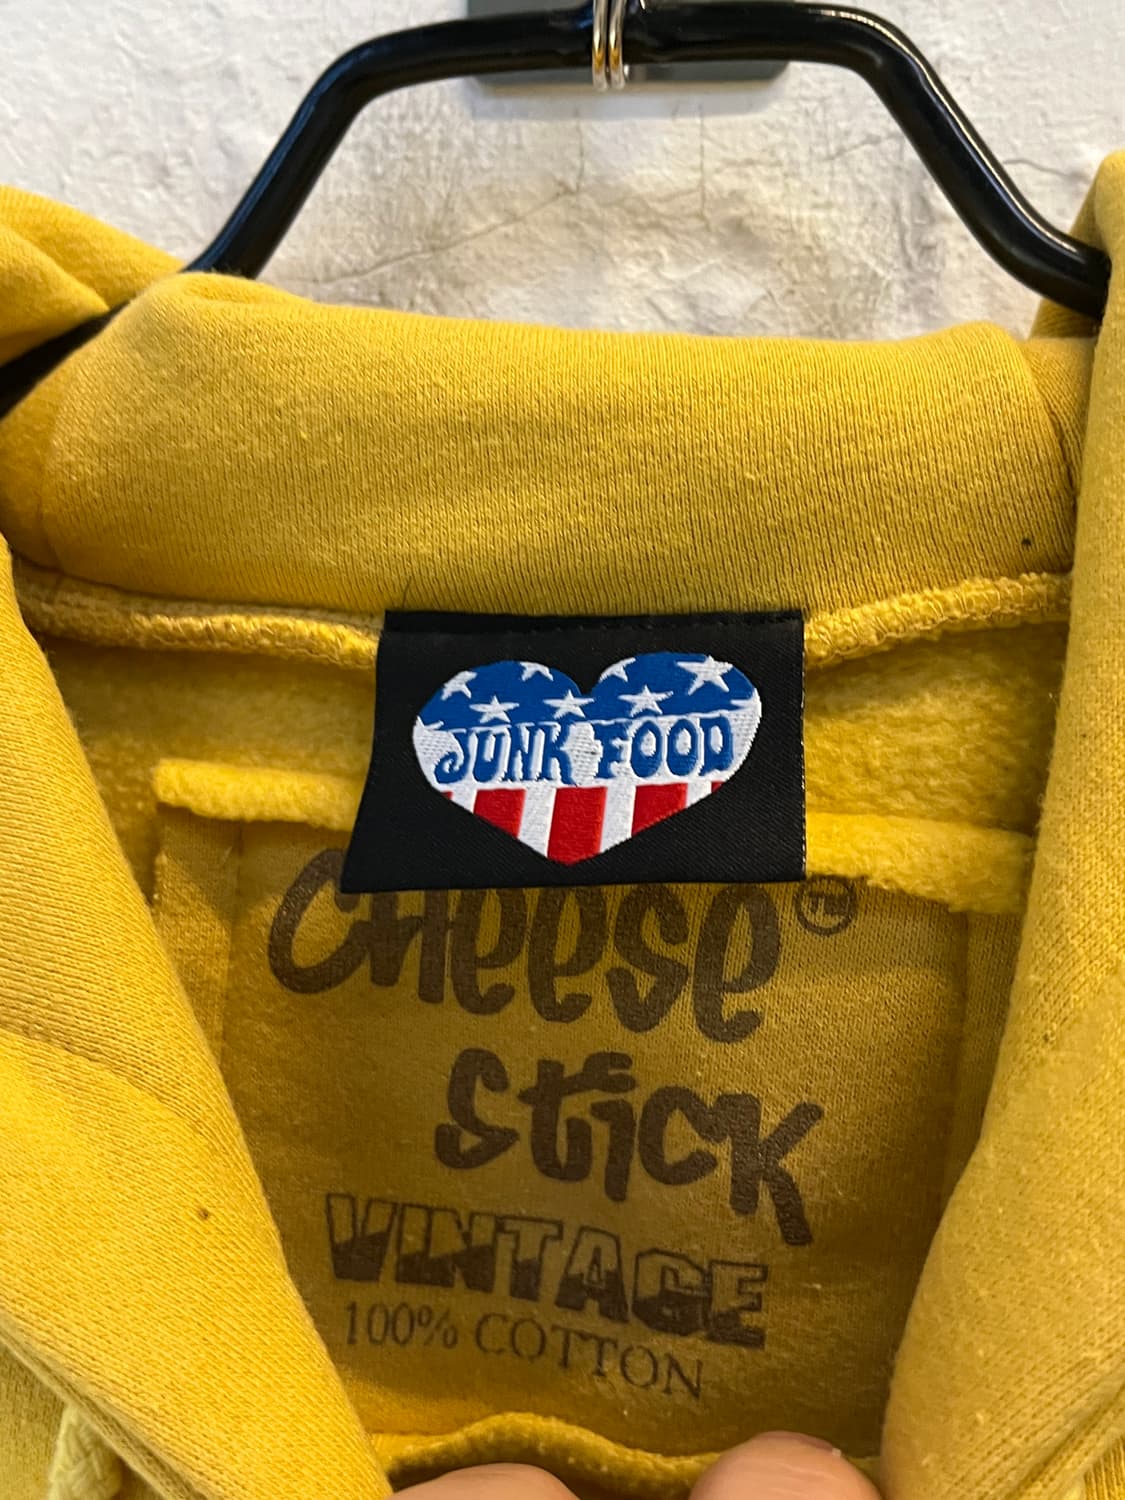 JUNK FOOD
CHeese®
sticK
VINTAGE
100% COTTON